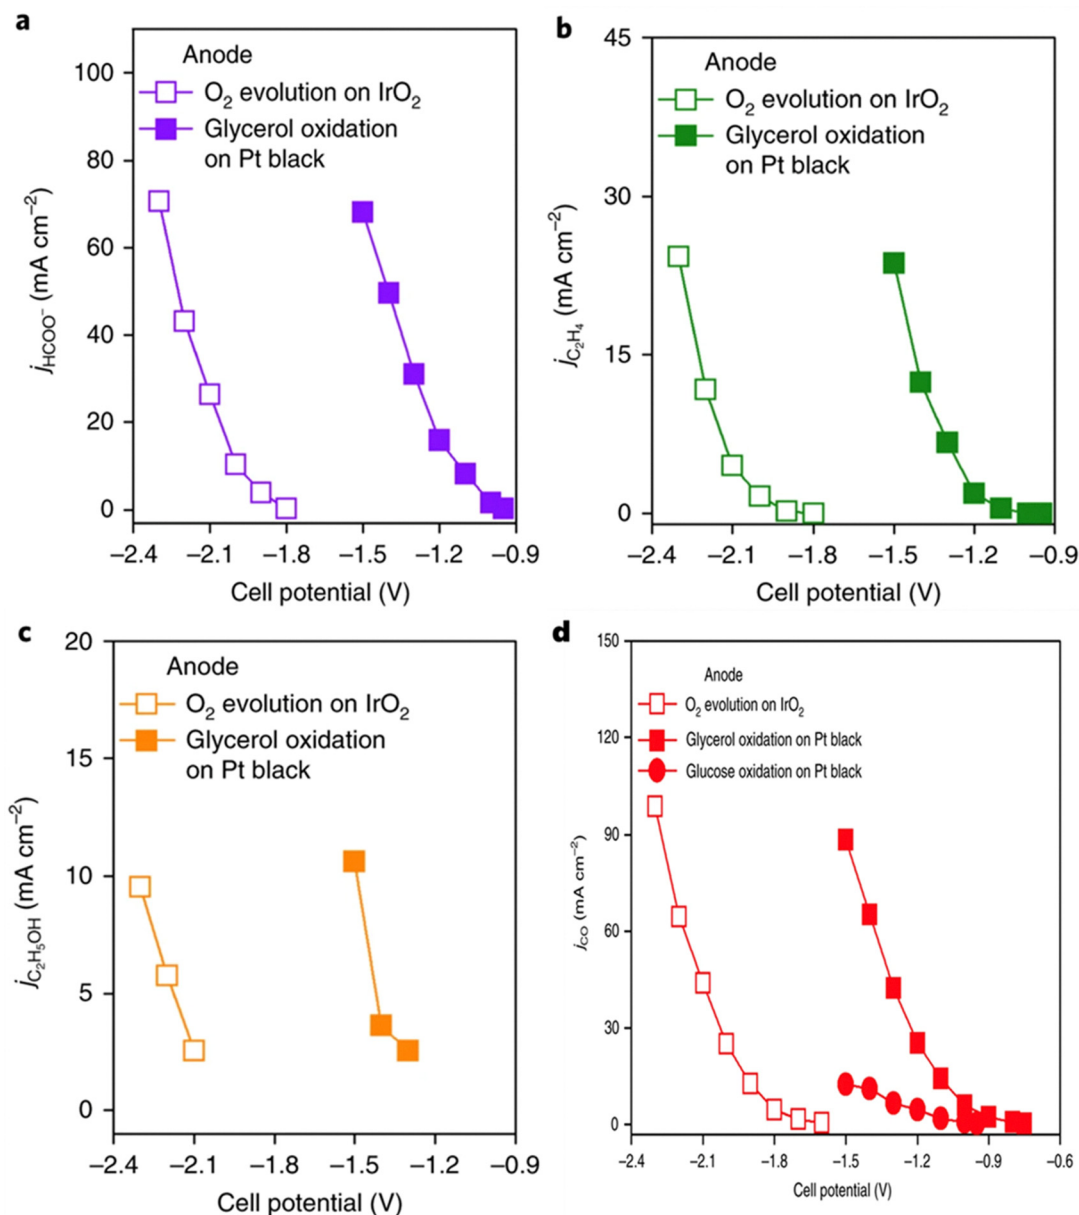 a
Anode
O₂ evolution on IrO₂
Glycerol oxidation
on Pt black
100
80
60
40
20
0
j HCOO⁻ (mA cm⁻²)
−2.4 −2.1 −1.8 −1.5 −1.2 −0.9
Cell potential (V)
b
Anode
O₂ evolution on IrO₂
Glycerol oxidation
on Pt black
45
30
15
0
j C₂H₄ (mA cm⁻²)
−2.4 −2.1 −1.8 −1.5 −1.2 −0.9
Cell potential (V)
c
Anode
O₂ evolution on IrO₂
Glycerol oxidation
on Pt black
20
15
10
5
0
j C₂H₅OH (mA cm⁻²)
−2.4 −2.1 −1.8 −1.5 −1.2 −0.9
Cell potential (V)
d
Anode
O₂ evolution on IrO₂
Glycerol oxidation on Pt black
Glucose oxidation on Pt black
150
120
90
60
30
0
j CO (mA cm⁻²)
−2.4 −2.1 −1.8 −1.5 −1.2 −0.9 −0.6
Cell potential (V)